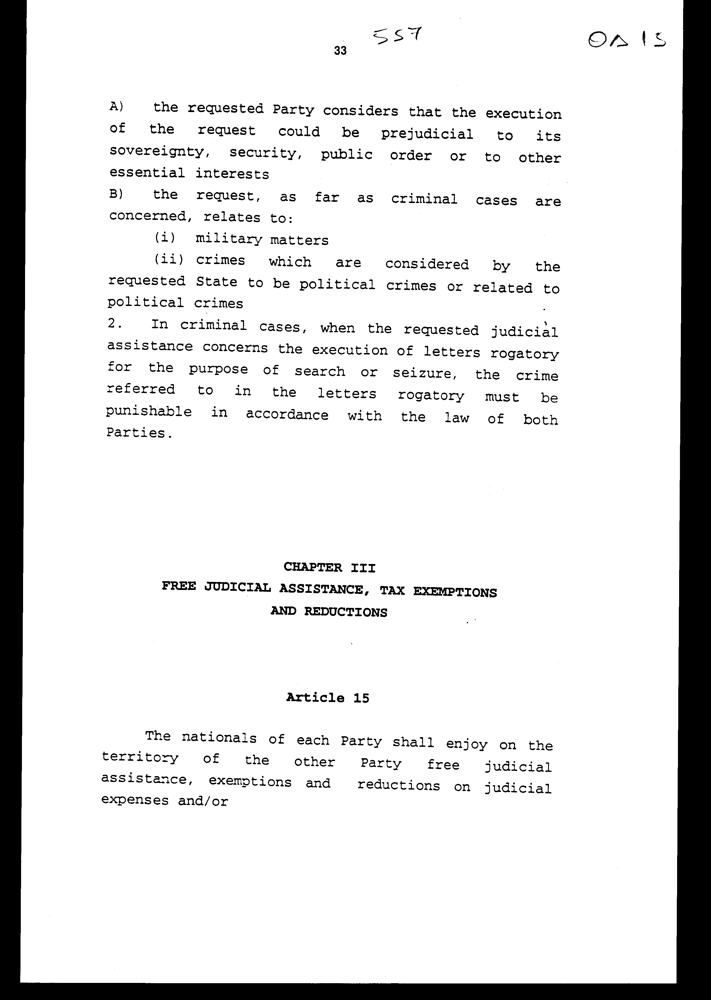 557
33
A) the requested Party considers that the execution
of the request could be prejudicial to its
sovereignty, security, public order or to other
essential interests
B) the request, as far as criminal cases are
concerned, relates to:
(i) military matters
(ii) crimes which are considered by the
requested State to be political crimes or related to
political crimes
2. In criminal cases, when the requested judicial
assistance concerns the execution of letters rogatory
for the purpose of search or seizure, the crime
referred to in the letters rogatory must be
punishable in accordance with the law of both
Parties.
CHAPTER III
FREE JUDICIAL ASSISTANCE, TAX EXEMPTIONS
AND REDUCTIONS
Article 15
The nationals of each Party shall enjoy on the
territory of the other Party free judicial
assistance, exemptions and reductions on judicial
expenses and/or